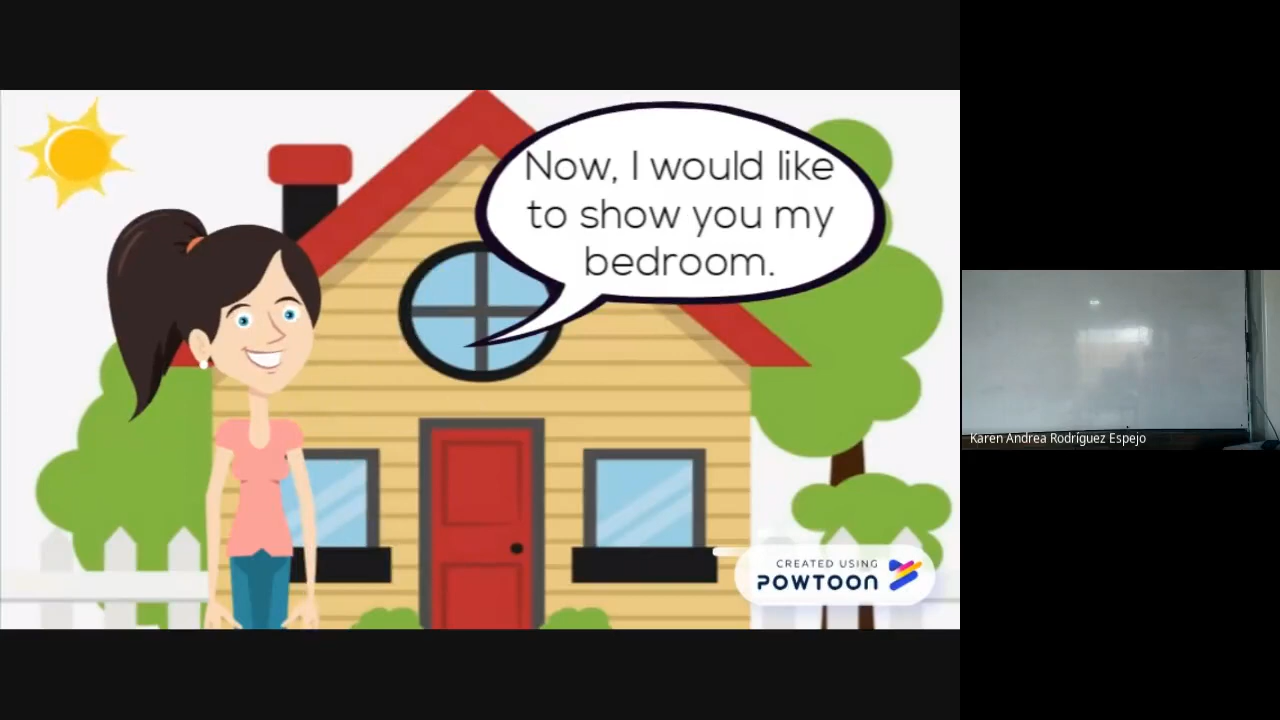 Now, I would like
to show you my
bedroom.
CREATED USING
POWTOON
Karen Andrea Rodríguez Espejo